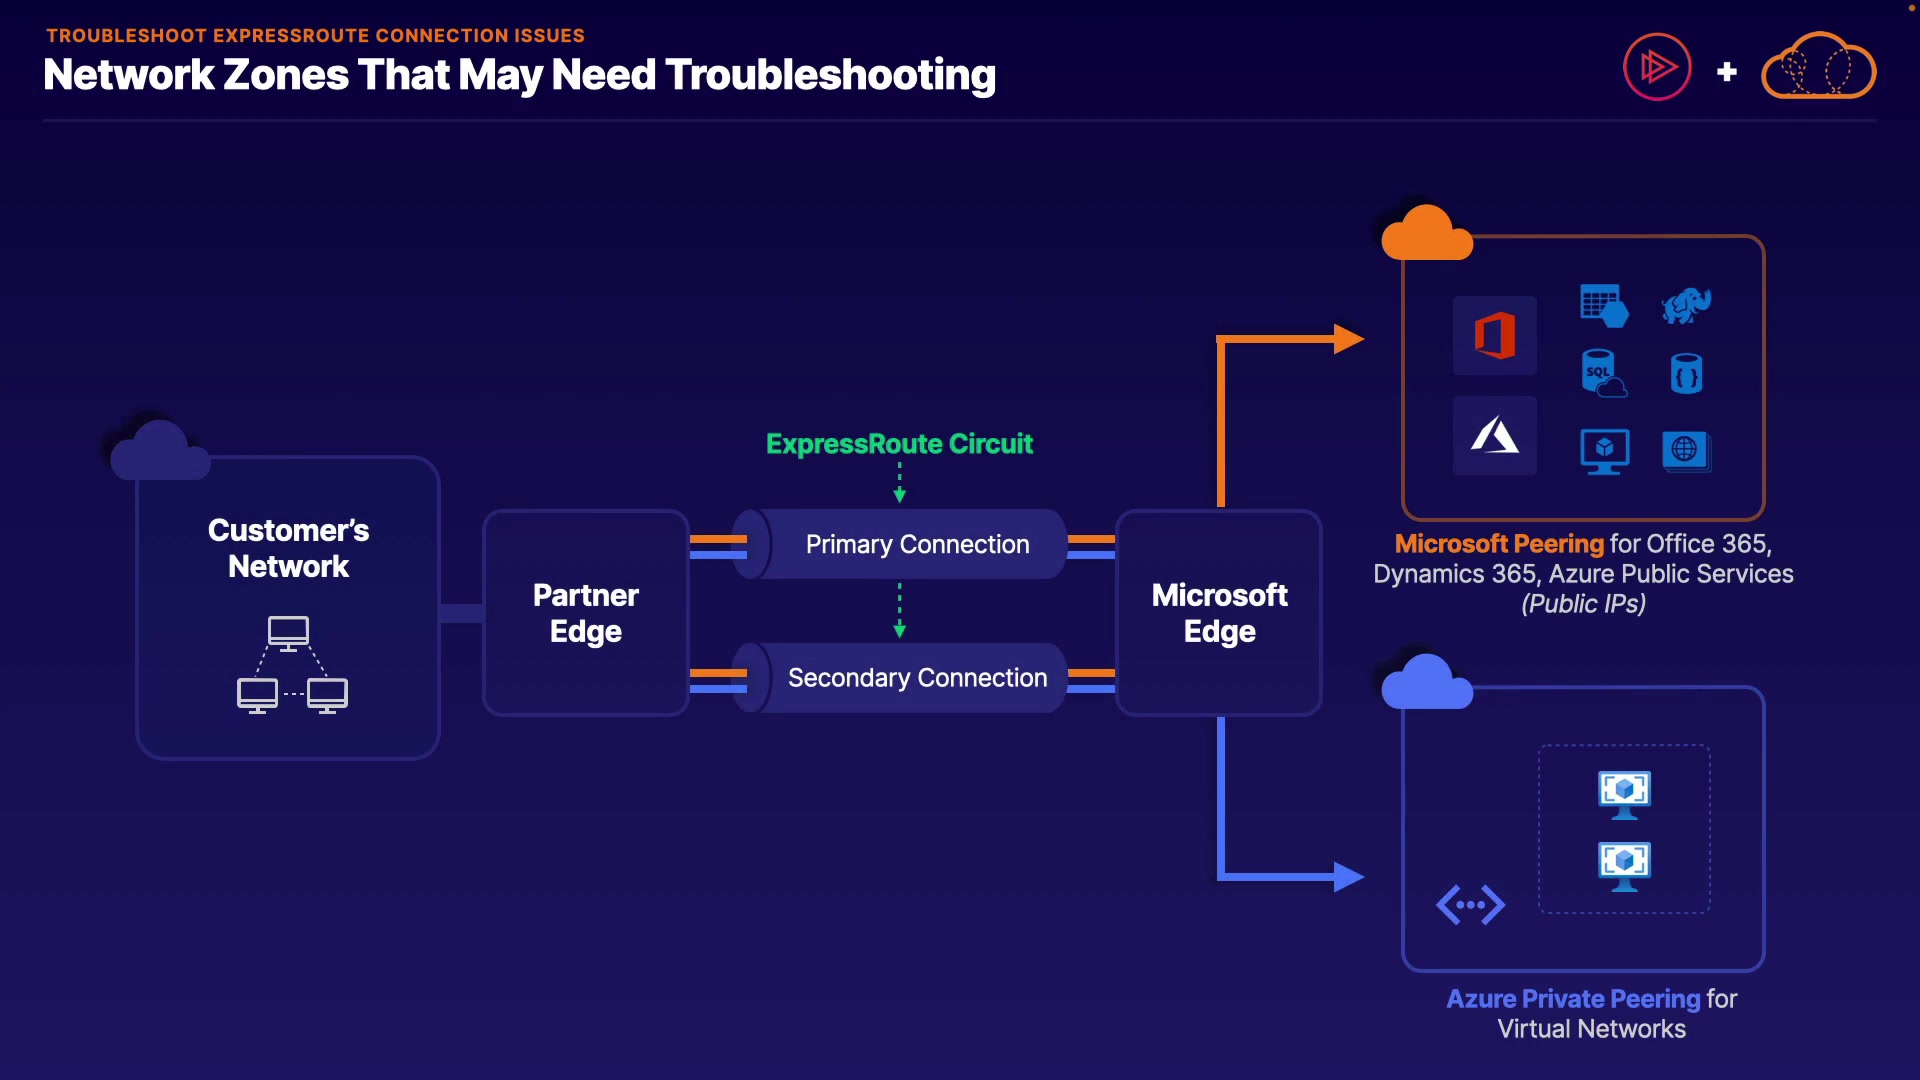 TROUBLESHOOT EXPRESSROUTE CONNECTION ISSUES
Network Zones That May Need Troubleshooting
Customer’s
Network
Partner
Edge
ExpressRoute Circuit
Primary Connection
Secondary Connection
Microsoft
Edge
SQL
{ }
Microsoft Peering for Office 365,
Dynamics 365, Azure Public Services
(Public IPs)
Azure Private Peering for
Virtual Networks